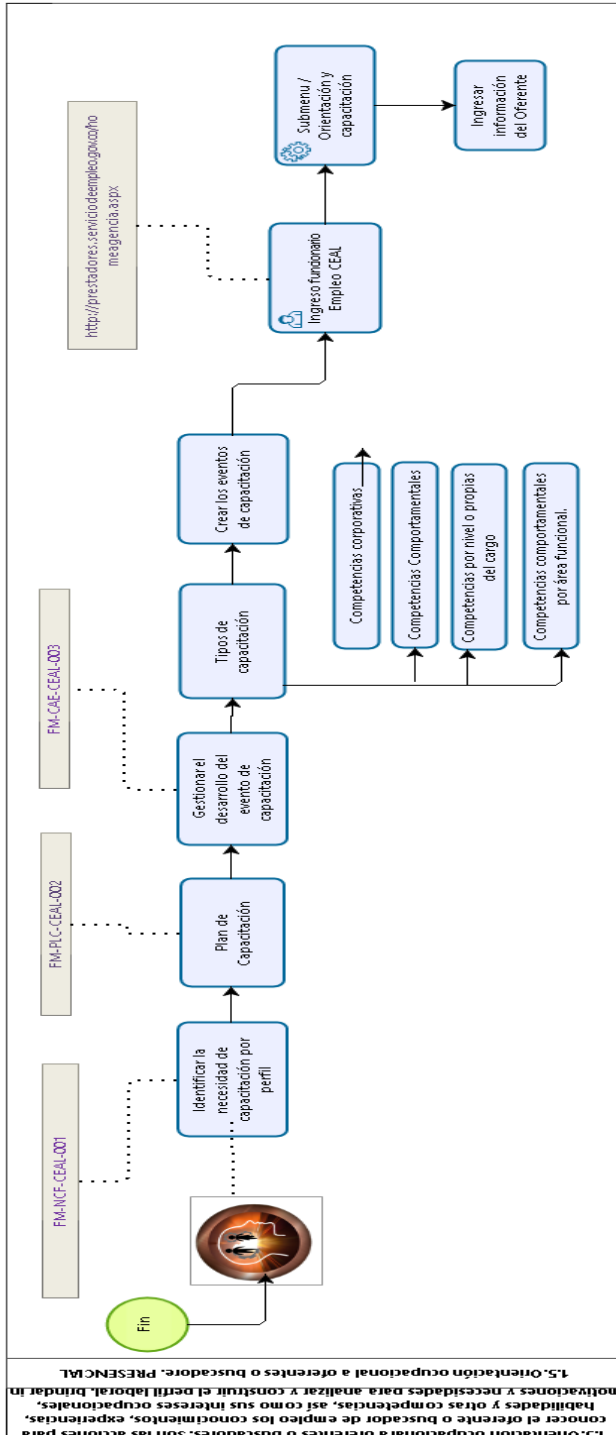 1.5. Orientación ocupacional a oferentes o buscadores. Son las acciones para
conocer el oferente o buscador de empleo los conocimientos, experiencias,
habilidades y otras competencias, así como sus intereses ocupacionales,
motivaciones y necesidades para analizar y construir el perfil laboral. brindar in
1.5. Orientación ocupacional a oferentes o buscadore. PRESENCIAL
Fin
FM-NCF-CEAL-001
Identificar la
necesidad de
capacitación por
perfil
FM-PLC-CEAL-002
Plan de
Capacitación
FM-CAE-CEAL-003
Gestionar el
desarrollo del
evento de
capacitación
Tipos de
capacitación
Competencias corporativas
Competencias Comportamentales
Competencias por nivel o propias
del cargo
Competencias comportamentales
por área funcional.
Crear los eventos
de capacitación
http://prestadores.serviciodeempleo.gov.co/ho
meagencia.aspx
Ingreso fundionario
Empleo CEAL
Submenu /
Orientación y
capacitación
Ingresar
información
del Oferente